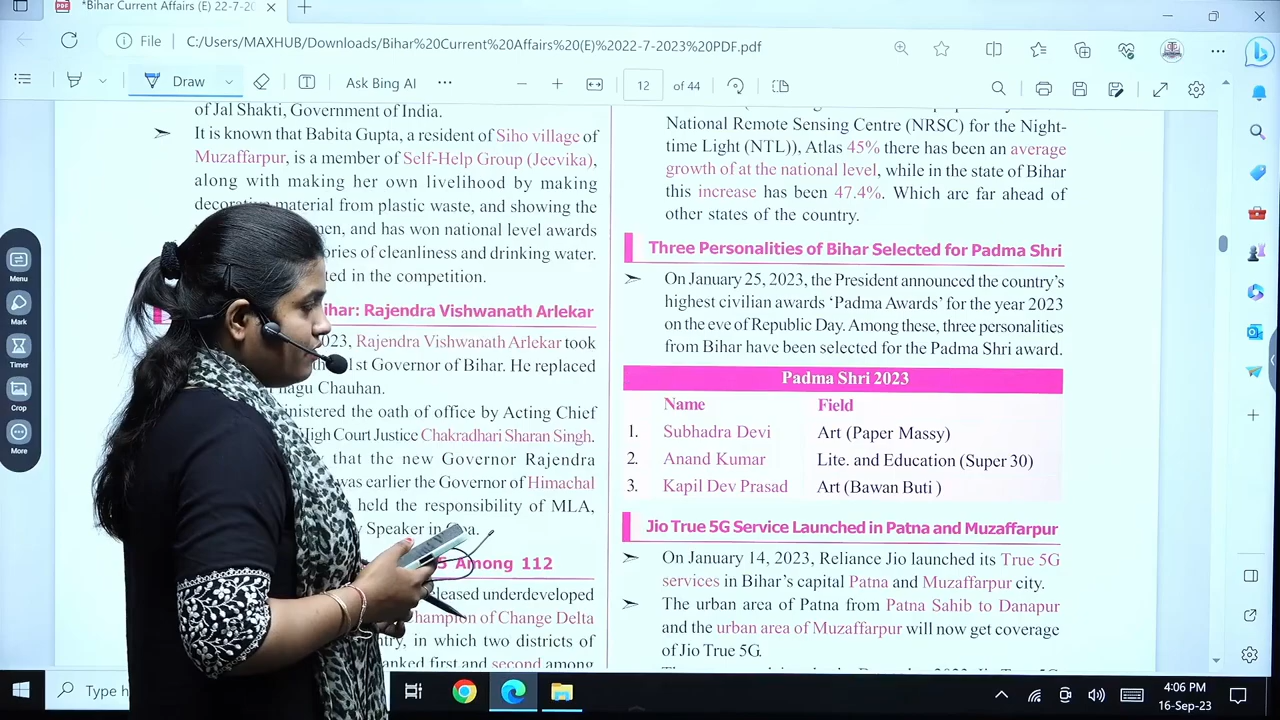 *Bihar Current Affairs (E) 22-7-20
File
C:/Users/MAXHUB/Downloads/Bihar%20Current%20Affairs%20(E)%2022-7-2023%20PDF.pdf
Draw
Ask Bing AI
12 of 44
Menu
Mark
Timer
Crop
More
of Jal Shakti, Government of India.
It is known that Babita Gupta, a resident of Siho village of
Muzaffarpur, is a member of Self-Help Group (Jeevika),
along with making her own livelihood by making
decorative material from plastic waste, and showing the
men, and has won national level awards
ories of cleanliness and drinking water.
ted in the competition.
ihar: Rajendra Vishwanath Arlekar
023, Rajendra Vishwanath Arlekar took
1st Governor of Bihar. He replaced
hagu Chauhan.
ministered the oath of office by Acting Chief
High Court Justice Chakradhari Sharan Singh.
that the new Governor Rajendra
was earlier the Governor of Himachal
held the responsibility of MLA,
y Speaker in Goa.
5 Among 112
leased underdeveloped
Champion of Change Delta
ntry, in which two districts of
anked first and second among
National Remote Sensing Centre (NRSC) for the Night-
time Light (NTL)), Atlas 45% there has been an average
growth of at the national level, while in the state of Bihar
this increase has been 47.4%. Which are far ahead of
other states of the country.
Three Personalities of Bihar Selected for Padma Shri
On January 25, 2023, the President announced the country's
highest civilian awards 'Padma Awards' for the year 2023
on the eve of Republic Day. Among these, three personalities
from Bihar have been selected for the Padma Shri award.
Padma Shri 2023
Name Field
1. Subhadra Devi Art (Paper Massy)
2. Anand Kumar Lite. and Education (Super 30)
3. Kapil Dev Prasad Art (Bawan Buti )
Jio True 5G Service Launched in Patna and Muzaffarpur
On January 14, 2023, Reliance Jio launched its True 5G
services in Bihar's capital Patna and Muzaffarpur city.
The urban area of Patna from Patna Sahib to Danapur
and the urban area of Muzaffarpur will now get coverage
of Jio True 5G.
Type h
4:06 PM
16-Sep-23